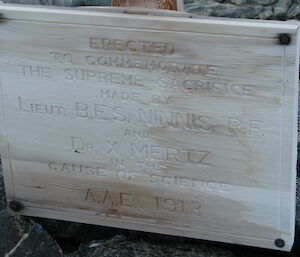 ERECTED
TO COMMEMORATE
THE SUPREME SACRIFICE
MADE BY
LIEUT. B.E.S. NINNIS, R.F.
AND
DR. X. MERTZ
IN THE
CAUSE OF SCIENCE
A.A.E. 1913